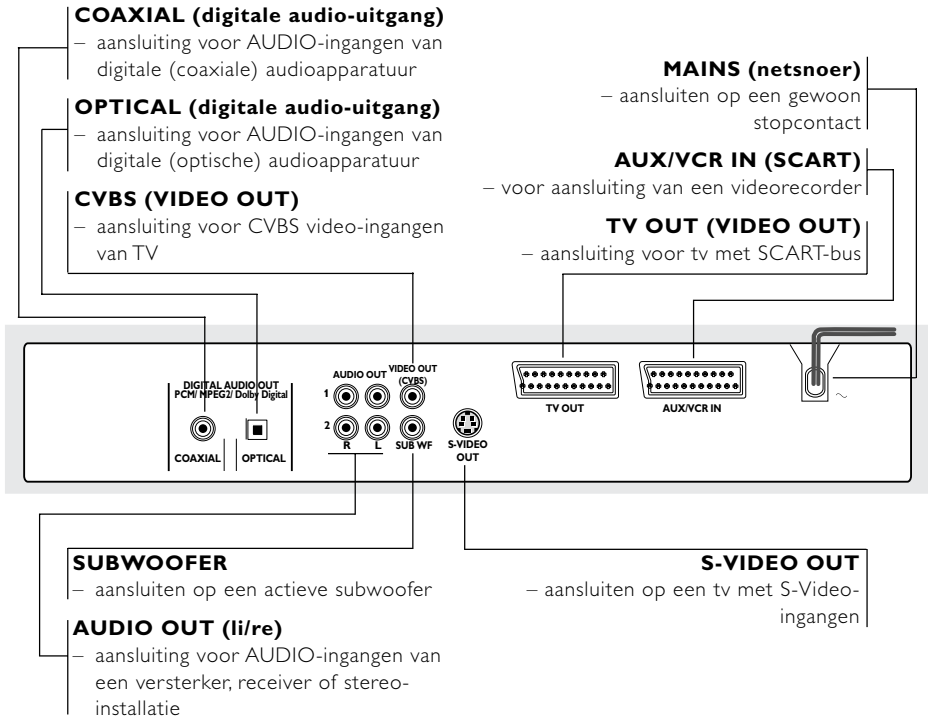 COAXIAL (digitale audio-uitgang)
– aansluiting voor AUDIO-ingangen van
digitale (coaxiale) audioapparatuur
OPTICAL (digitale audio-uitgang)
– aansluiting voor AUDIO-ingangen van
digitale (optische) audioapparatuur
CVBS (VIDEO OUT)
– aansluiting voor CVBS video-ingangen
van TV
MAINS (netsnoer)
– aansluiten op een gewoon
stopcontact
AUX/VCR IN (SCART)
– voor aansluiting van een videorecorder
TV OUT (VIDEO OUT)
– aansluiting voor tv met SCART-bus
DIGITAL AUDIO OUT
PCM/ MPEG2/ Dolby Digital
COAXIAL
OPTICAL
AUDIO OUT
VIDEO OUT
(CVBS)
1
2
R
L
SUB WF
S-VIDEO
OUT
TV OUT
AUX/VCR IN
~
SUBWOOFER
– aansluiten op een actieve subwoofer
AUDIO OUT (li/re)
– aansluiting voor AUDIO-ingangen van
een versterker, receiver of stereo-
installatie
S-VIDEO OUT
– aansluiten op een tv met S-Video-
ingangen